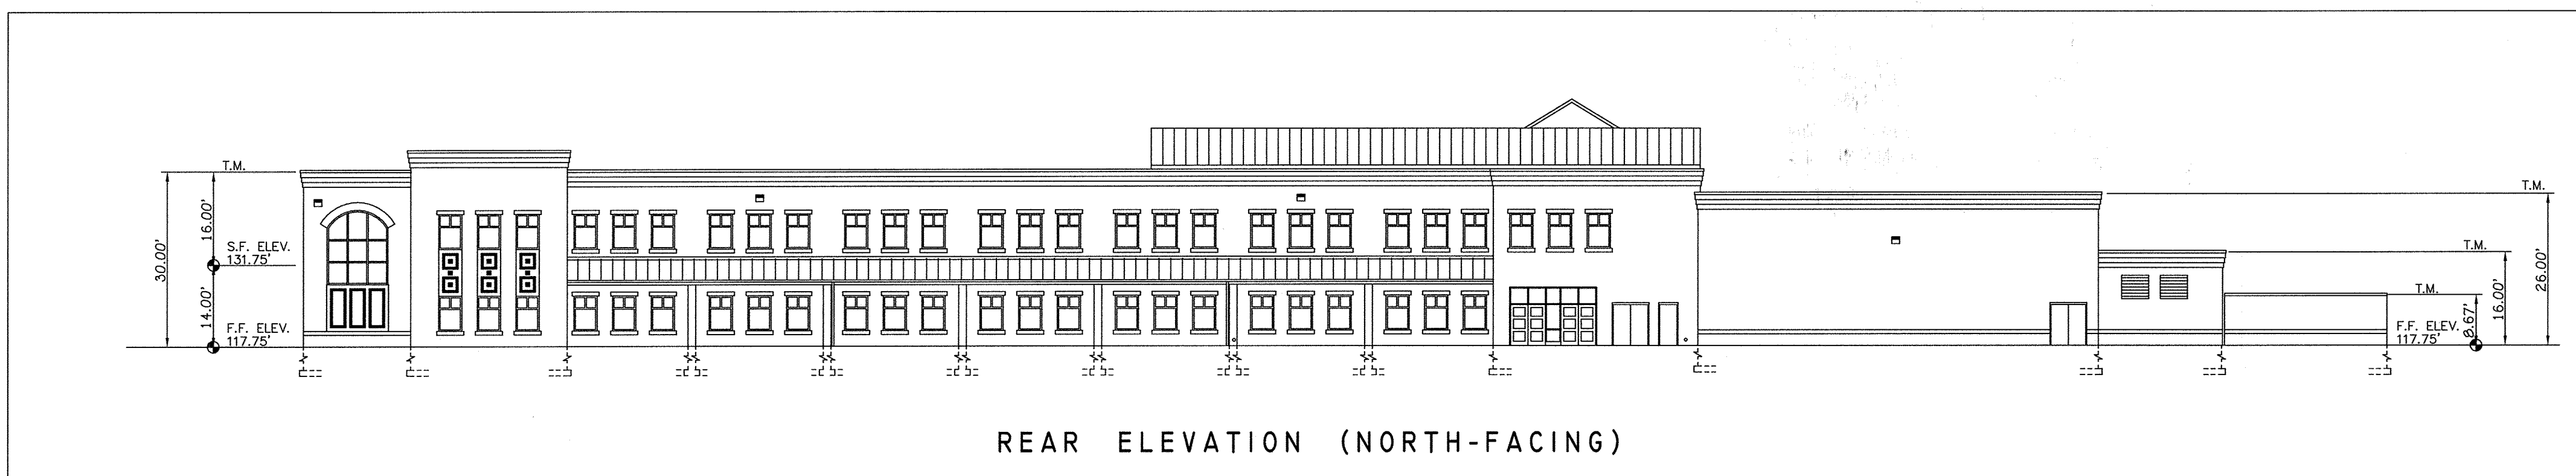 T.M.
30.00'
16.00'
S.F. ELEV.
131.75'
14.00'
F.F. ELEV.
117.75'
T.M.
T.M.
T.M.
26.00'
16.00'
8.67'
F.F. ELEV.
117.75'
REAR ELEVATION (NORTH-FACING)